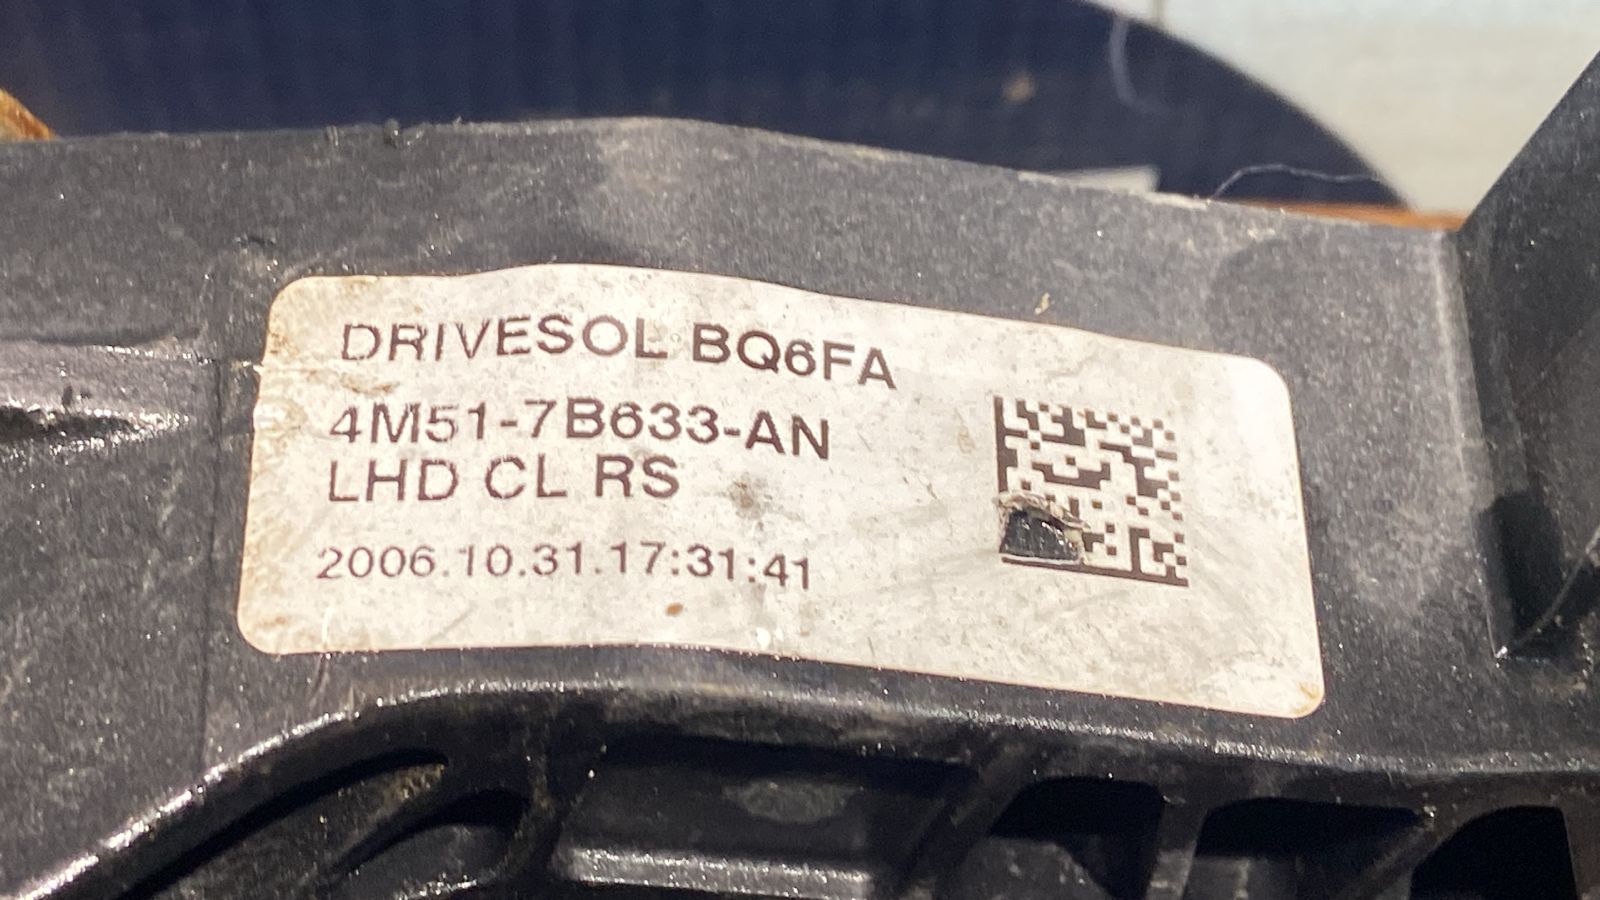 DRIVESOL BQ6FA
4M51-7B633-AN
LHD CL RS
2006.10.31.17:31:41